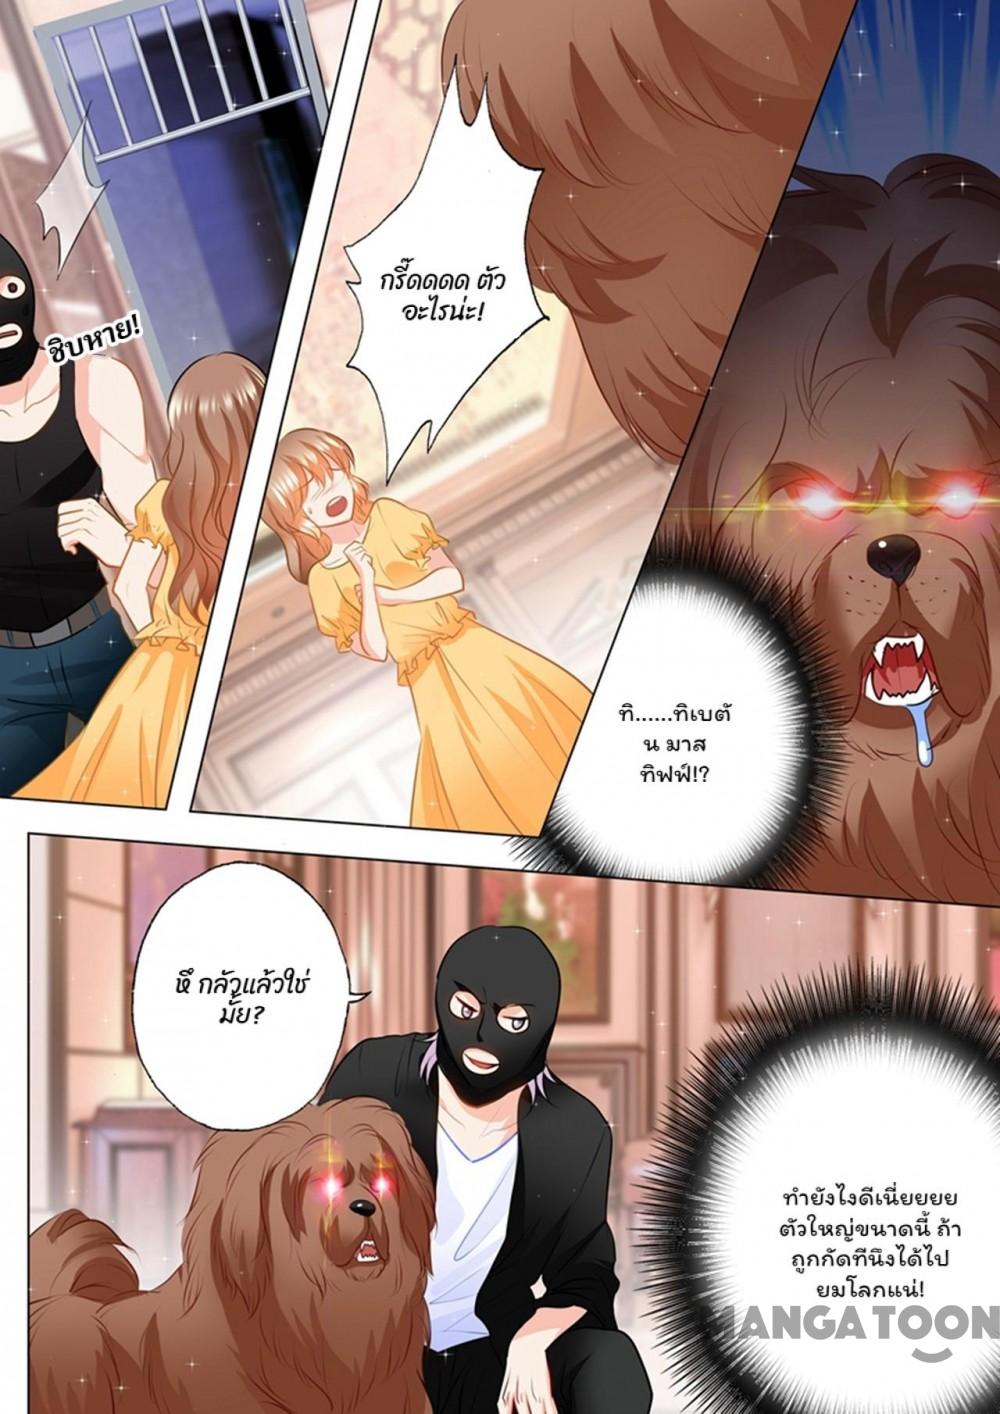 ชิบหาย!
กรี๊ดดดด ตัว
อะไรน่ะ!
ทิ......ทิเบตั
น มาส
ทิฟฟ์!?
หึ กลัวแล้วใช่
มั้ย?
ทำยังไงดีเนี่ยยยย
ตัวใหญ่ขนาดนี้ ถ้า
ถูกกัดทีนึงได้ไป
ยมโลกแน่!
MANGATOON